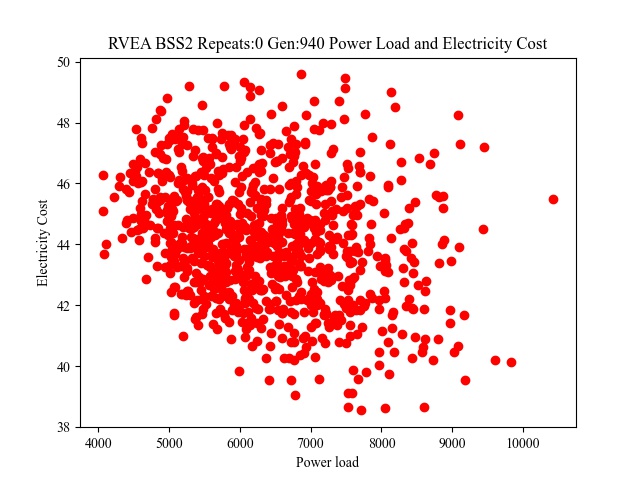 RVEA BSS2 Repeats:0 Gen:940 Power Load and Electricity Cost
50
48
46
44
42
40
38
Electricity Cost
4000 5000 6000 7000 8000 9000 10000
Power load